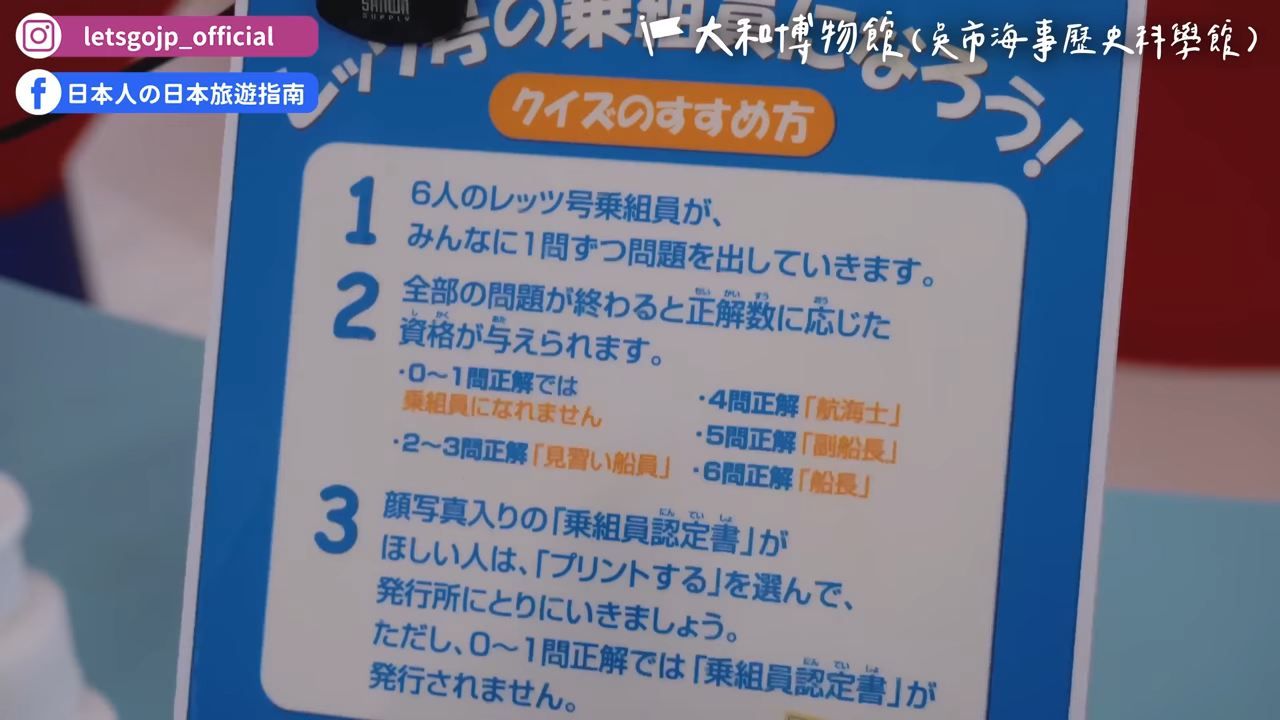 letsgojp_official
日本人の日本旅遊指南
大和博物館(吳市海事歷史科學館)
SANWA
SUPPLY
レッツ号の乗組員になろう!
クイズのすすめ方
1
6人のレッツ号乗組員が、
みんなに1問ずつ問題を出していきます。
2
全部の問題が終わると正解数に応じた
資格が与えられます。
・0〜1問正解では
乗組員になれません
・2〜3問正解「見習い船員」
・4問正解「航海士」
・5問正解「副船長」
・6問正解「船長」
3
顔写真入りの「乗組員認定書」が
ほしい人は、「プリントする」を選んで、
発行所にとりにいきましょう。
ただし、0〜1問正解では「乗組員認定書」が
発行されません。